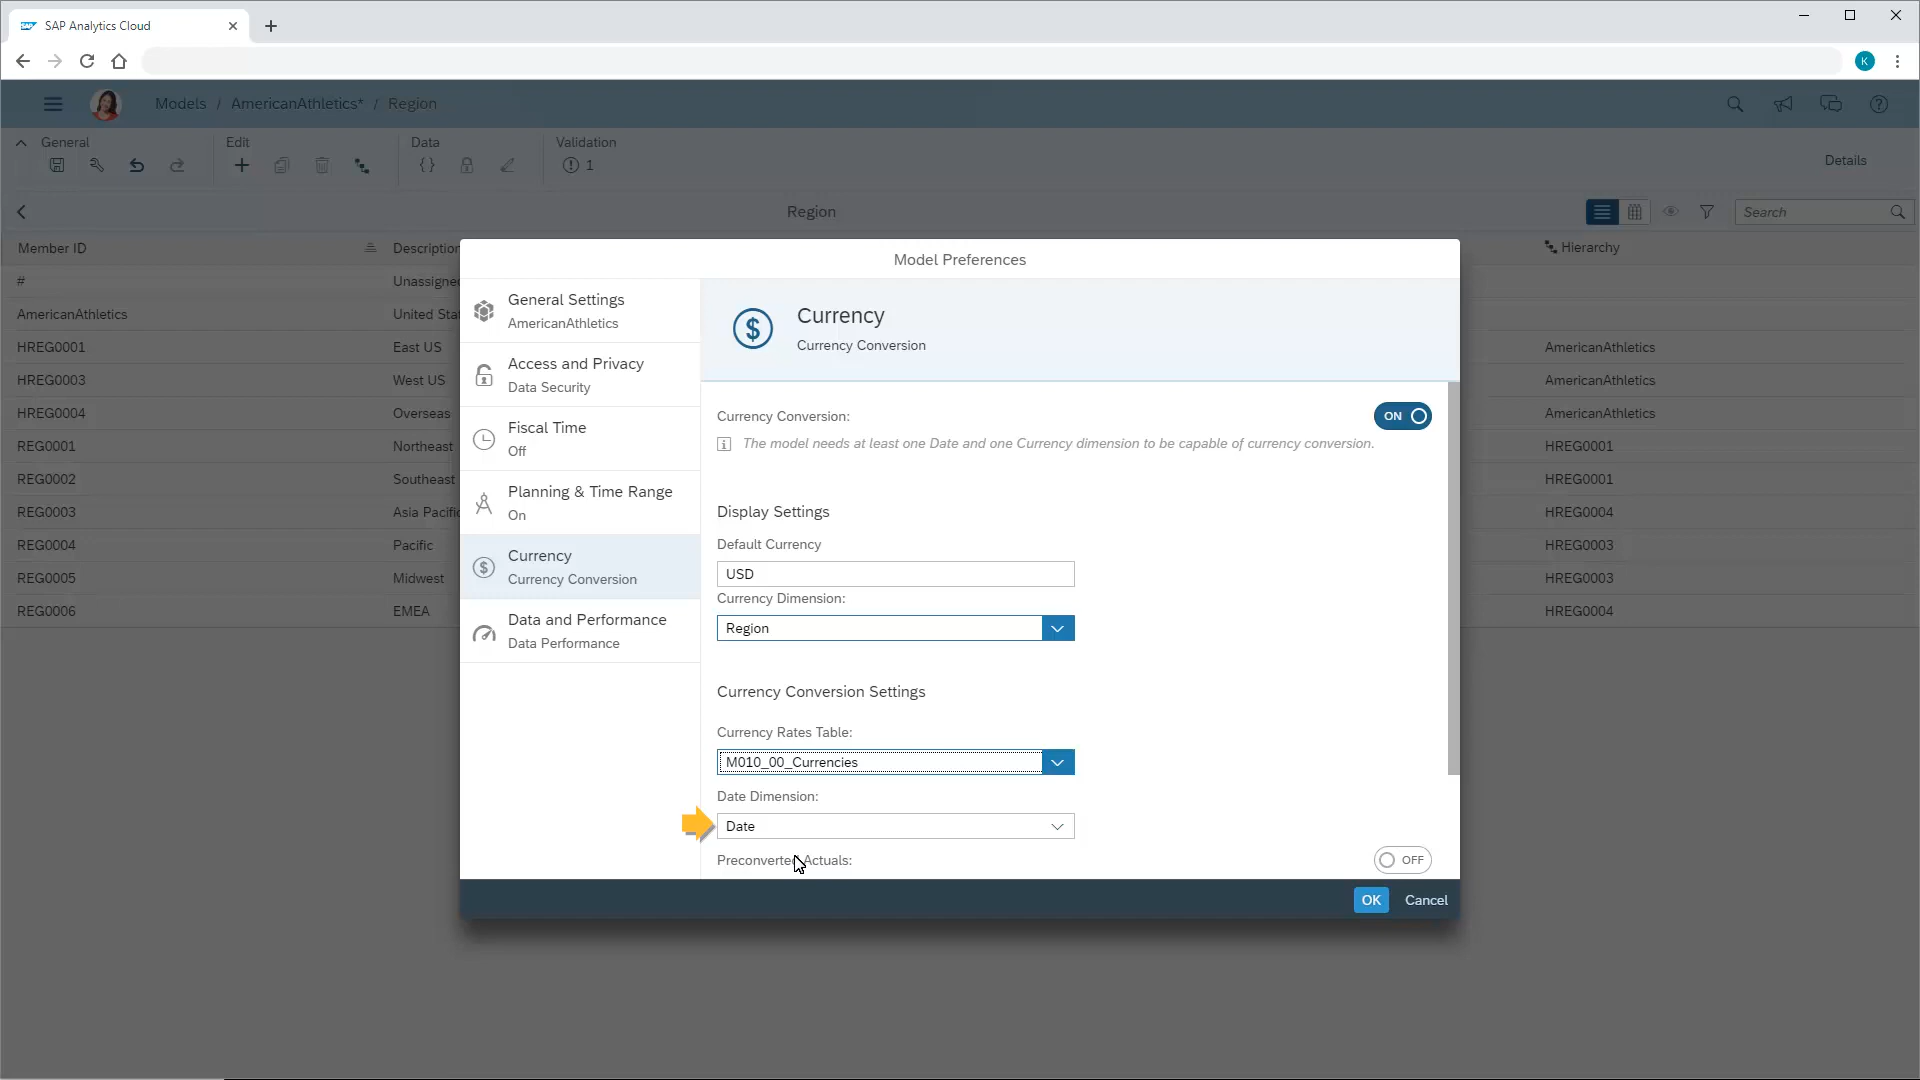 SAP Analytics Cloud
K
Models / AmericanAthletics* / Region
General
Edit
Data
Validation
1
Details
Region
Search
Member ID
Description
Hierarchy
#
Unassigned
AmericanAthletics
United Sta
HREG0001
East US
AmericanAthletics
HREG0003
West US
AmericanAthletics
HREG0004
Overseas
AmericanAthletics
REG0001
Northeast
HREG0001
REG0002
Southeast
HREG0001
REG0003
Asia Pacific
HREG0004
REG0004
Pacific
HREG0003
REG0005
Midwest
HREG0003
REG0006
EMEA
HREG0004
Model Preferences
General Settings
AmericanAthletics
Access and Privacy
Data Security
Fiscal Time
Off
Planning & Time Range
On
Currency
Currency Conversion
Data and Performance
Data Performance
Currency
Currency Conversion
Currency Conversion:
ON
The model needs at least one Date and one Currency dimension to be capable of currency conversion.
Display Settings
Default Currency
USD
Currency Dimension:
Region
Currency Conversion Settings
Currency Rates Table:
M010_00_Currencies
Date Dimension:
Date
Preconverted Actuals:
OFF
OK
Cancel